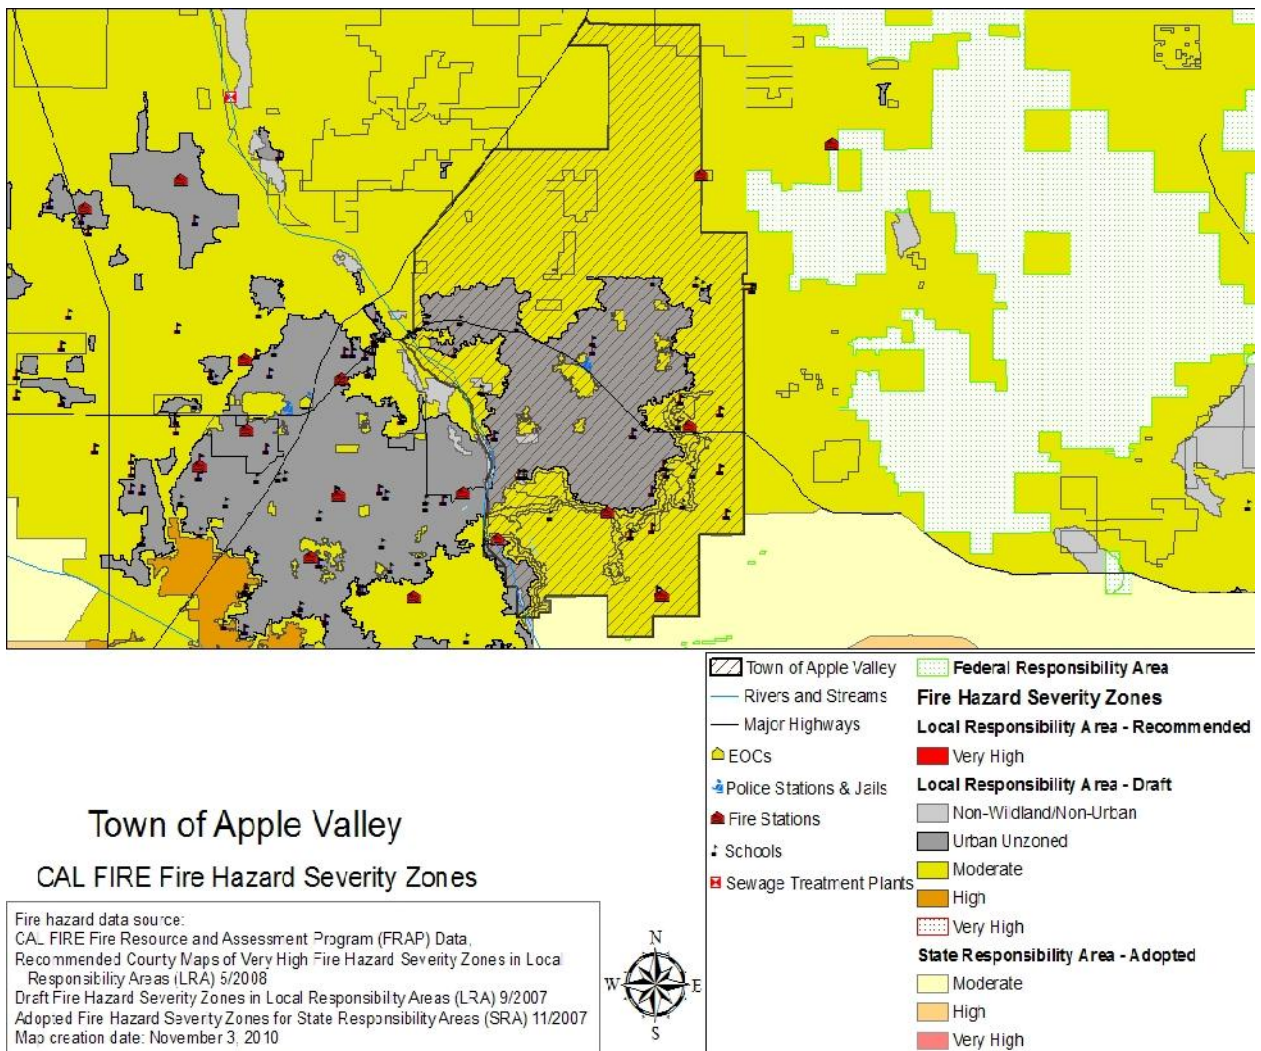 Town of Apple Valley
Rivers and Streams
Major Highways
EOCs
Police Stations & Jails
Fire Stations
Schools
Sewage Treatment Plants
Federal Responsibility Area
Fire Hazard Severity Zones
Local Responsibility Area - Recommended
Very High
Local Responsibility Area - Draft
Non-Wildland/Non-Urban
Urban Unzoned
Moderate
High
Very High
State Responsibility Area - Adopted
Moderate
High
Very High
Town of Apple Valley
CAL FIRE Fire Hazard Severity Zones
Fire hazard data source:
CAL FIRE Fire Resource and Assessment Program (FRAP) Data,
Recommended County Maps of Very High Fire Hazard Severity Zones in Local
Responsibility Areas (LRA) 5/2008
Draft Fire Hazard Severity Zones in Local Responsibility Areas (LRA) 9/2007
Adopted Fire Hazard Severity Zones for State Responsibility Areas (SRA) 11/2007
Map creation date: November 3, 2010
N
W E
S